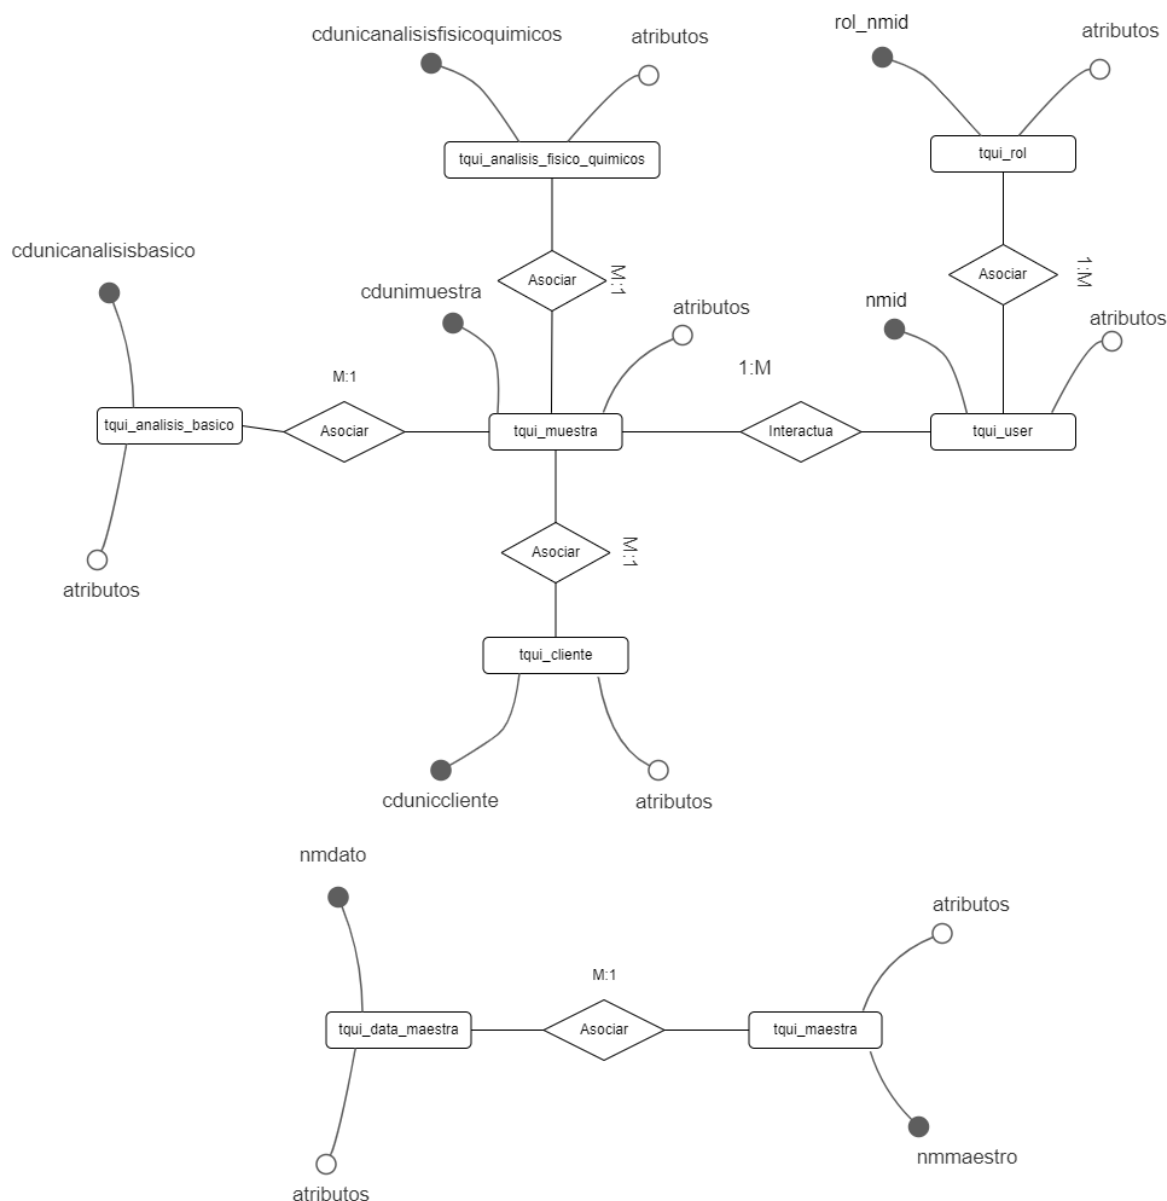 cdunicanalisisfisicoquimicos
atributos
rol_nmid
atributos
tqui_analisis_fisico_quimicos
tqui_rol
cdunicanalisisbasico
Asociar
M:1
Asociar
1:M
cdunimuestra
atributos
nmid
atributos
M:1
1:M
tqui_analisis_basico
Asociar
tqui_muestra
Interactua
tqui_user
Asociar
M:1
atributos
tqui_cliente
cduniccliente
atributos
nmdato
atributos
M:1
tqui_data_maestra
Asociar
tqui_maestra
nmmaestro
atributos